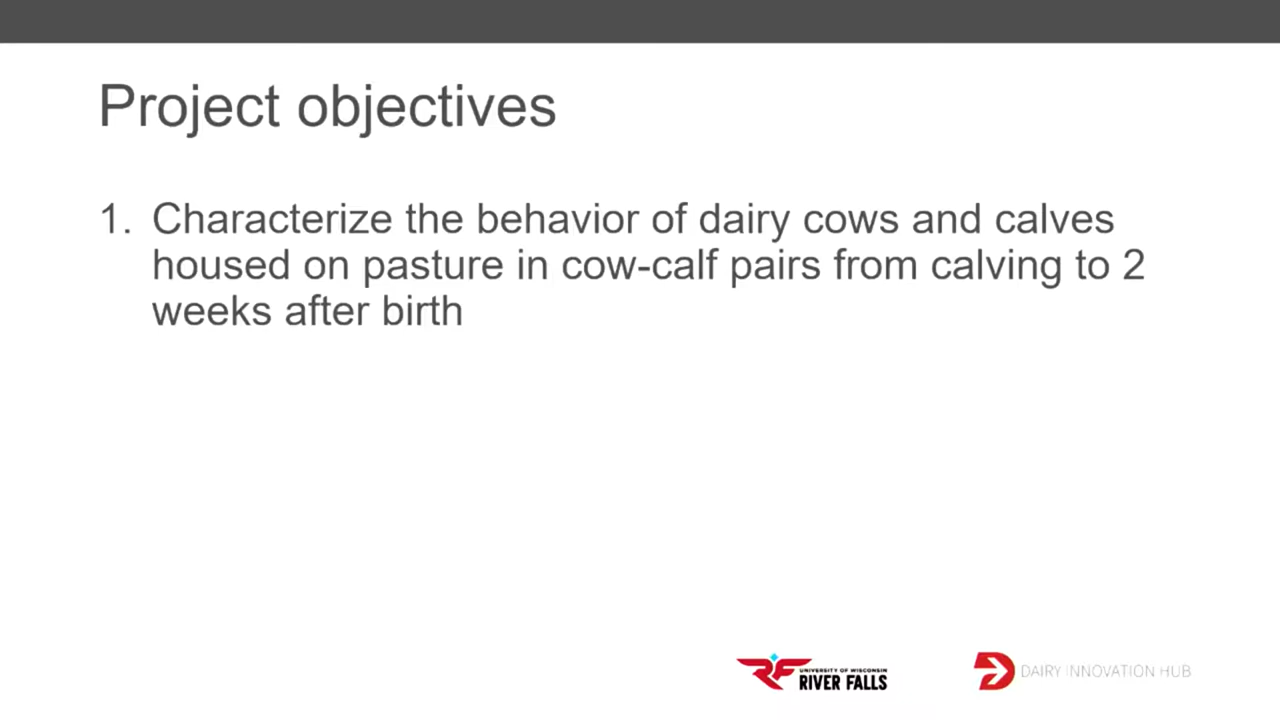 Project objectives
1. Characterize the behavior of dairy cows and calves
housed on pasture in cow-calf pairs from calving to 2
weeks after birth
RF
UNIVERSITY OF WISCONSIN
RIVER FALLS
DAIRY INNOVATION HUB